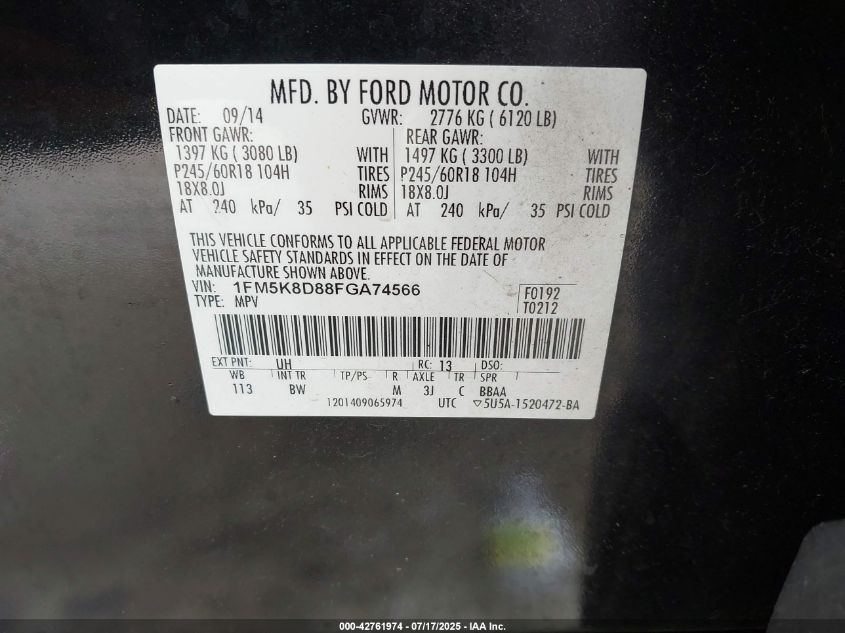 MFD. BY FORD MOTOR CO.
DATE: 09/14 GVWR: 2776 KG ( 6120 LB)
FRONT GAWR: REAR GAWR:
1397 KG ( 3080 LB) WITH 1497 KG ( 3300 LB) WITH
P245/60R18 104H TIRES P245/60R18 104H TIRES
18X8.0J RIMS 18X8.0J RIMS
AT 240 kPa/ 35 PSI COLD AT 240 kPa/ 35 PSI COLD
THIS VEHICLE CONFORMS TO ALL APPLICABLE FEDERAL MOTOR
VEHICLE SAFETY STANDARDS IN EFFECT ON THE DATE OF
MANUFACTURE SHOWN ABOVE.
VIN: 1FM5K8D88FGA74566 F0192
TYPE: MPV T0212
EXT PNT: UH RC: 13 DSO:
WB INT TR TP/PS R AXLE TR SPR
113 BW M 3J C BBAA
1201409065974 UTC ▽5U5A-1520472-BA
000-42761974 / 07/17/2025 - IAA Inc.